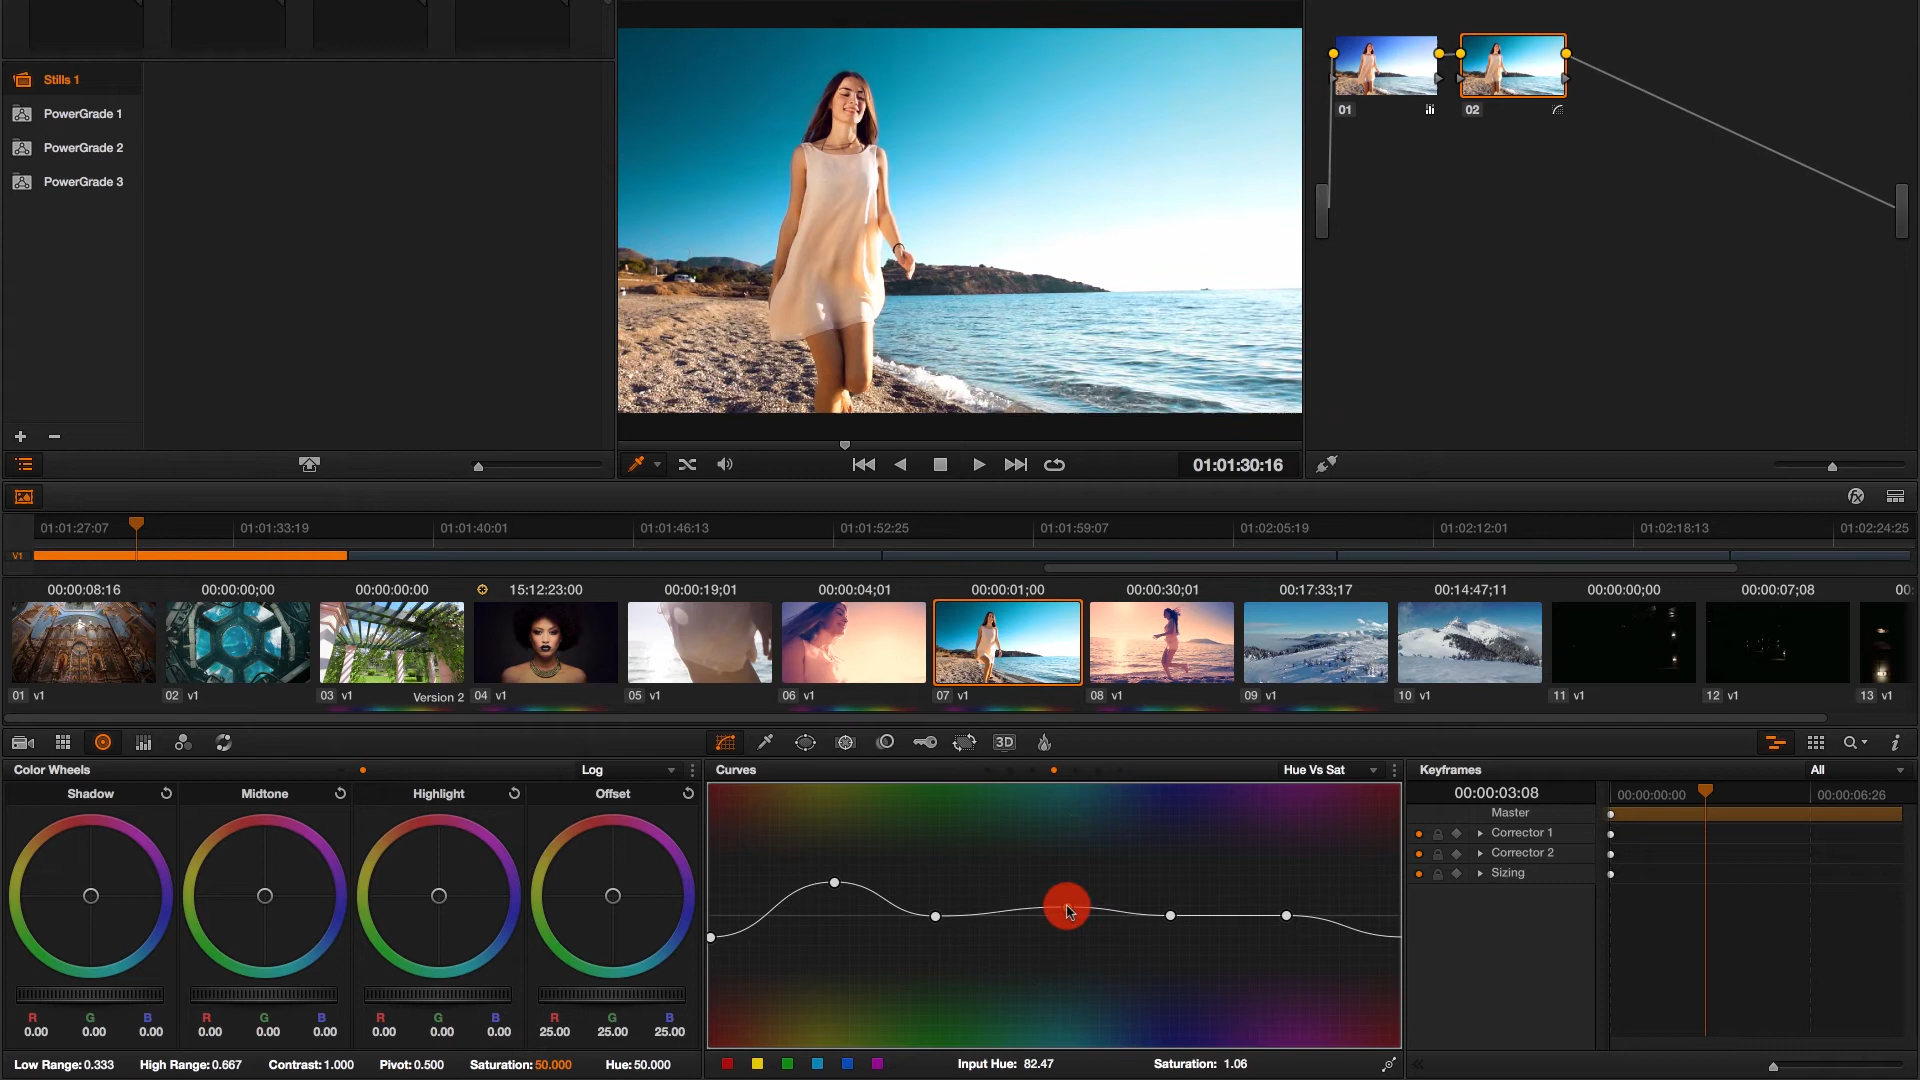 Stills 1
PowerGrade 1
PowerGrade 2
PowerGrade 3
01
02
01:01:30:16
01:01:27:07 01:01:33:19 01:01:40:01 01:01:46:13 01:01:52:25 01:01:59:07 01:02:05:19 01:02:12:01 01:02:18:13 01:02:24:25
V1
00:00:08:16 00:00:00;00 00:00:00:00 15:12:23:00 00:00:19;01 00:00:04;01 00:00:01;00 00:00:30;01 00:17:33;17 00:14:47;11 00:00:00;00 00:00:07;08 00:
01 v1 02 v1 03 v1 Version 2 04 v1 05 v1 06 v1 07 v1 08 v1 09 v1 10 v1 11 v1 12 v1 13 v1
fx
3D
i
Color Wheels Log
Shadow Midtone Highlight Offset
R G B R G B R G B R G B
0.00 0.00 0.00 0.00 0.00 0.00 0.00 0.00 0.00 25.00 25.00 25.00
Low Range: 0.333 High Range: 0.667 Contrast: 1.000 Pivot: 0.500 Saturation: 50.000 Hue: 50.000
Curves Hue Vs Sat
Input Hue: 82.47 Saturation: 1.06
Keyframes All
00:00:03:08 00:00:00:00 00:00:06:26
Master
Corrector 1
Corrector 2
Sizing